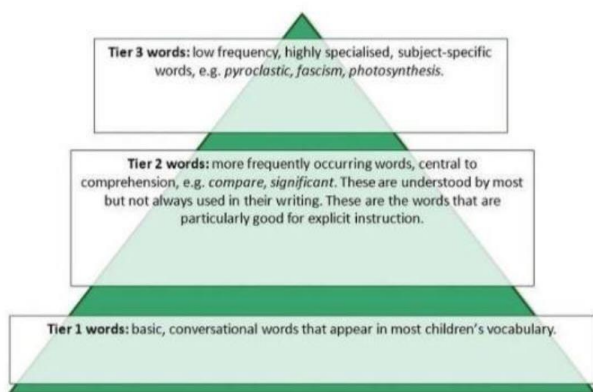 Tier 3 words: low frequency, highly specialised, subject-specific
words, e.g. pyroclastic, fascism, photosynthesis.
Tier 2 words: more frequently occurring words, central to
comprehension, e.g. compare, significant. These are understood by most
but not always used in their writing. These are the words that are
particularly good for explicit instruction.
Tier 1 words: basic, conversational words that appear in most children's vocabulary.